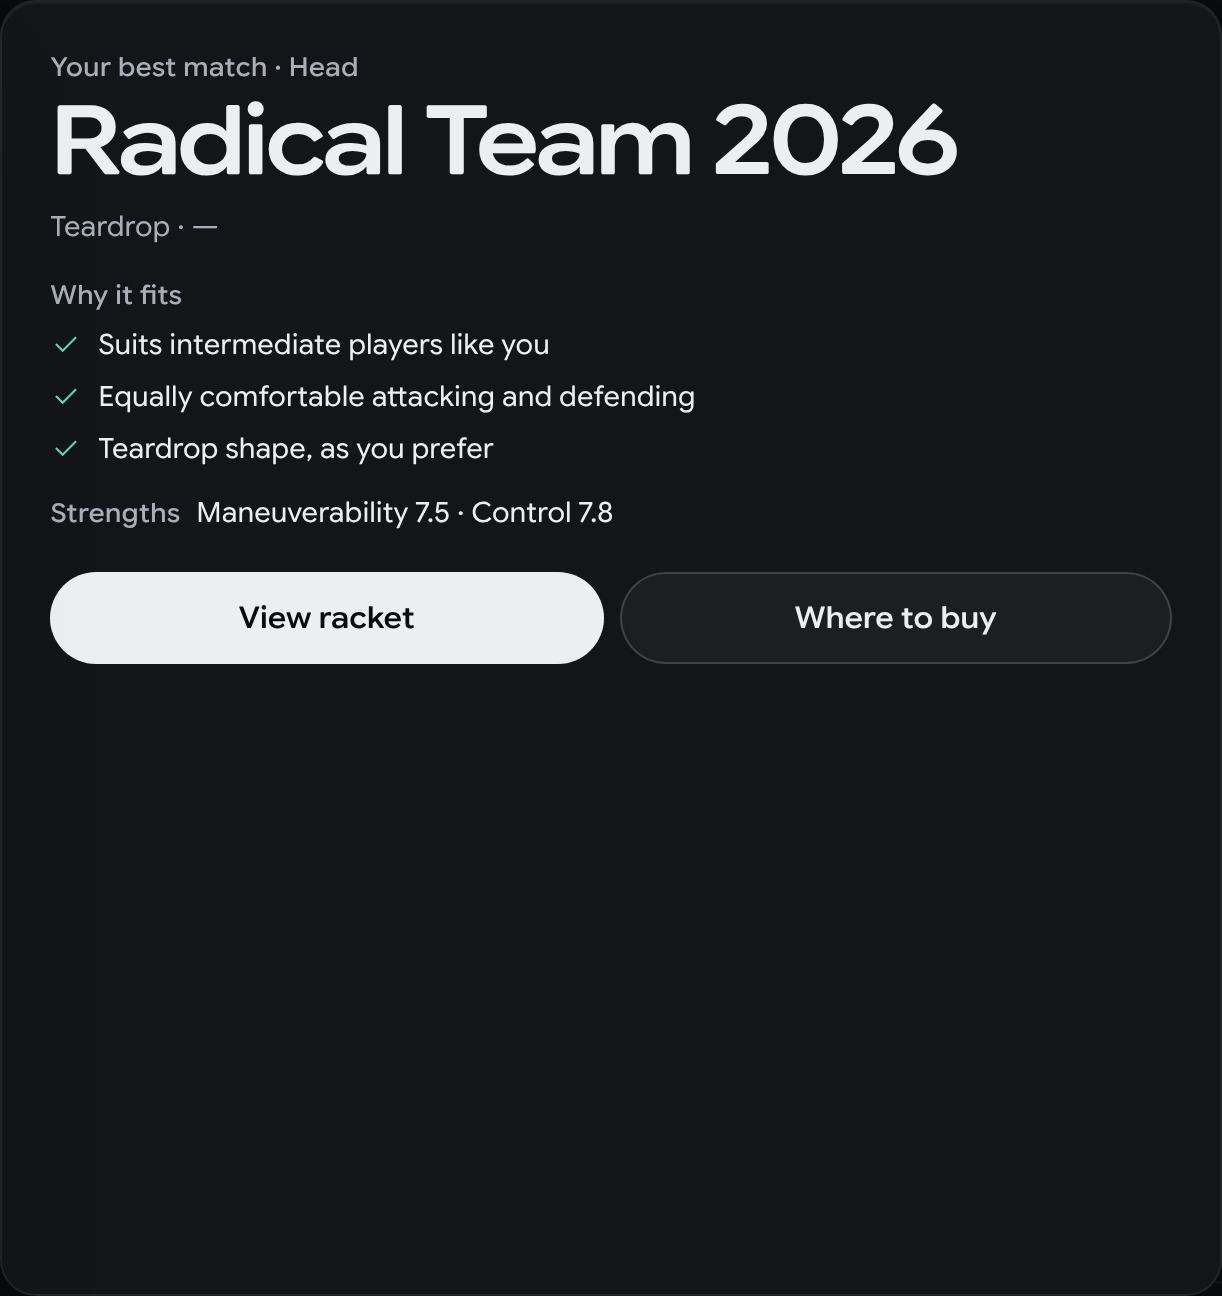 Your best match · Head
Radical Team 2026
Teardrop · —
Why it fits
Suits intermediate players like you
Equally comfortable attacking and defending
Teardrop shape, as you prefer
Strengths Maneuverability 7.5 · Control 7.8
View racket
Where to buy